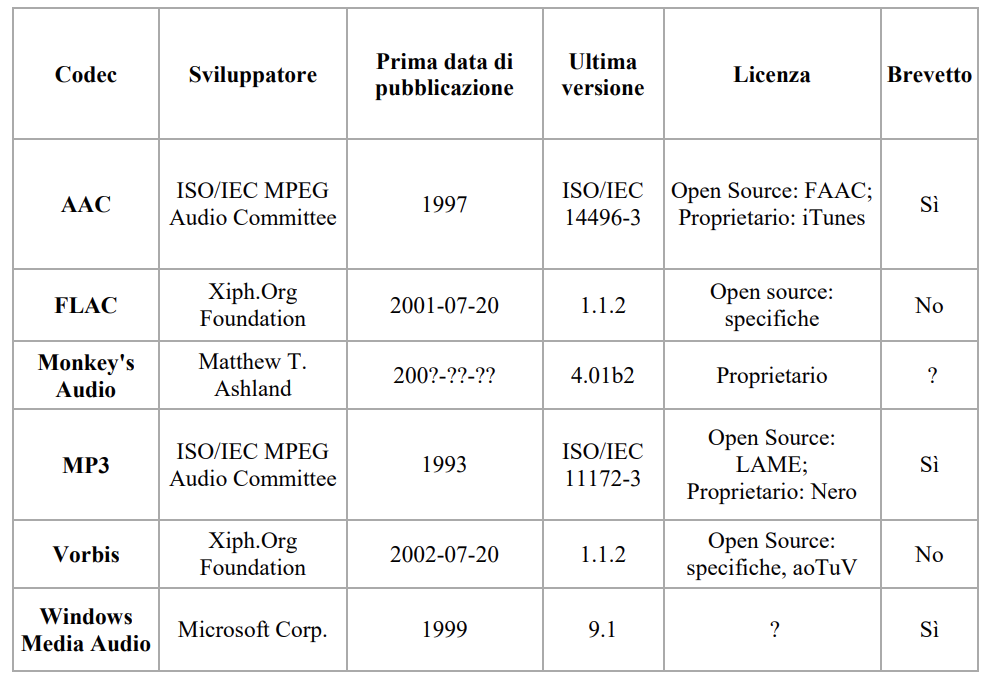 Codec
Sviluppatore
Prima data di
pubblicazione
Ultima
versione
Licenza
Brevetto
AAC
ISO/IEC MPEG
Audio Committee
1997
ISO/IEC
14496-3
Open Source: FAAC;
Proprietario: iTunes
Sì
FLAC
Xiph.Org
Foundation
2001-07-20
1.1.2
Open source:
specifiche
No
Monkey's
Audio
Matthew T.
Ashland
200?-??-??
4.01b2
Proprietario
?
MP3
ISO/IEC MPEG
Audio Committee
1993
ISO/IEC
11172-3
Open Source:
LAME;
Proprietario: Nero
Sì
Vorbis
Xiph.Org
Foundation
2002-07-20
1.1.2
Open Source:
specifiche, aoTuV
No
Windows
Media Audio
Microsoft Corp.
1999
9.1
?
Sì